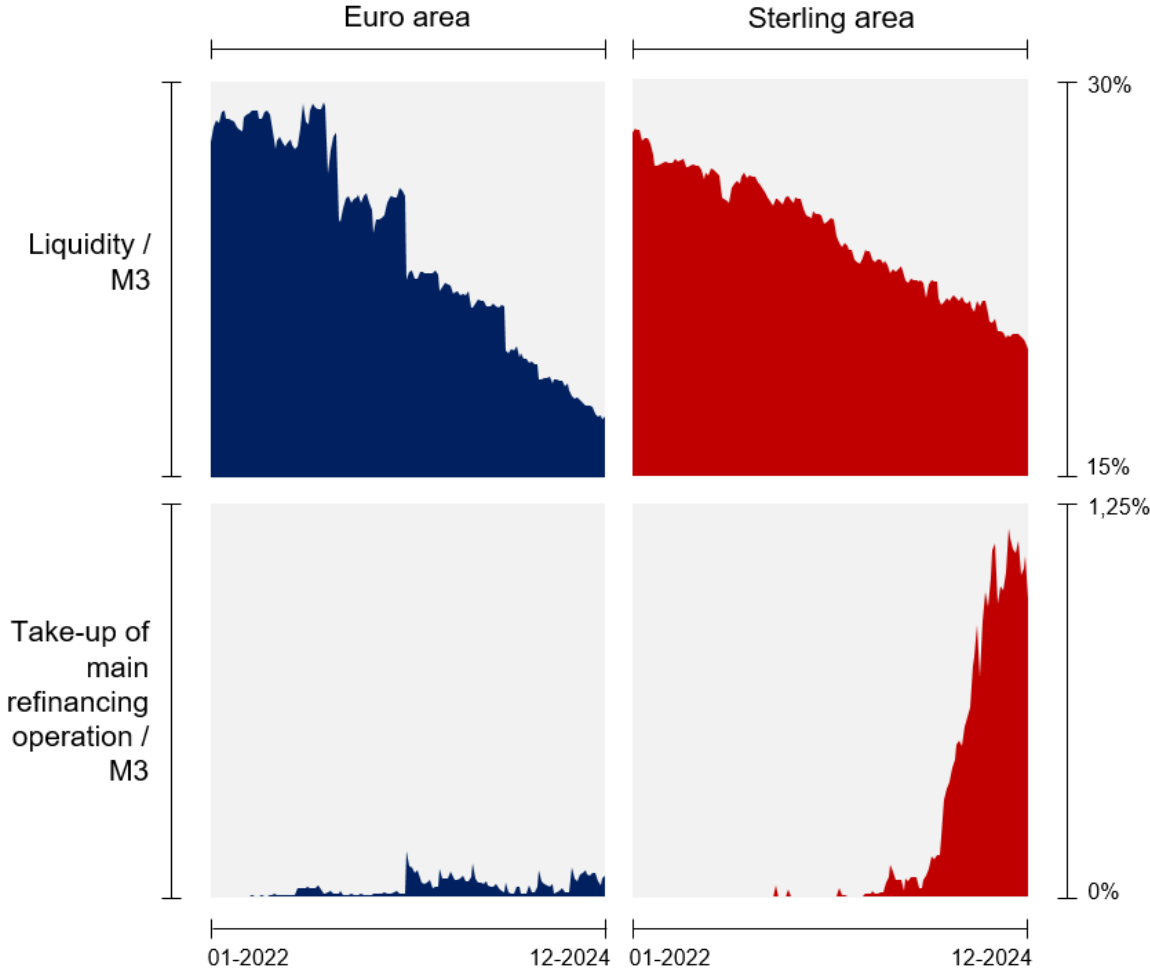 Euro area
Sterling area
Liquidity /
M3
30%
15%
Take-up of
main
refinancing
operation /
M3
1,25%
0%
01-2022
12-2024
01-2022
12-2024